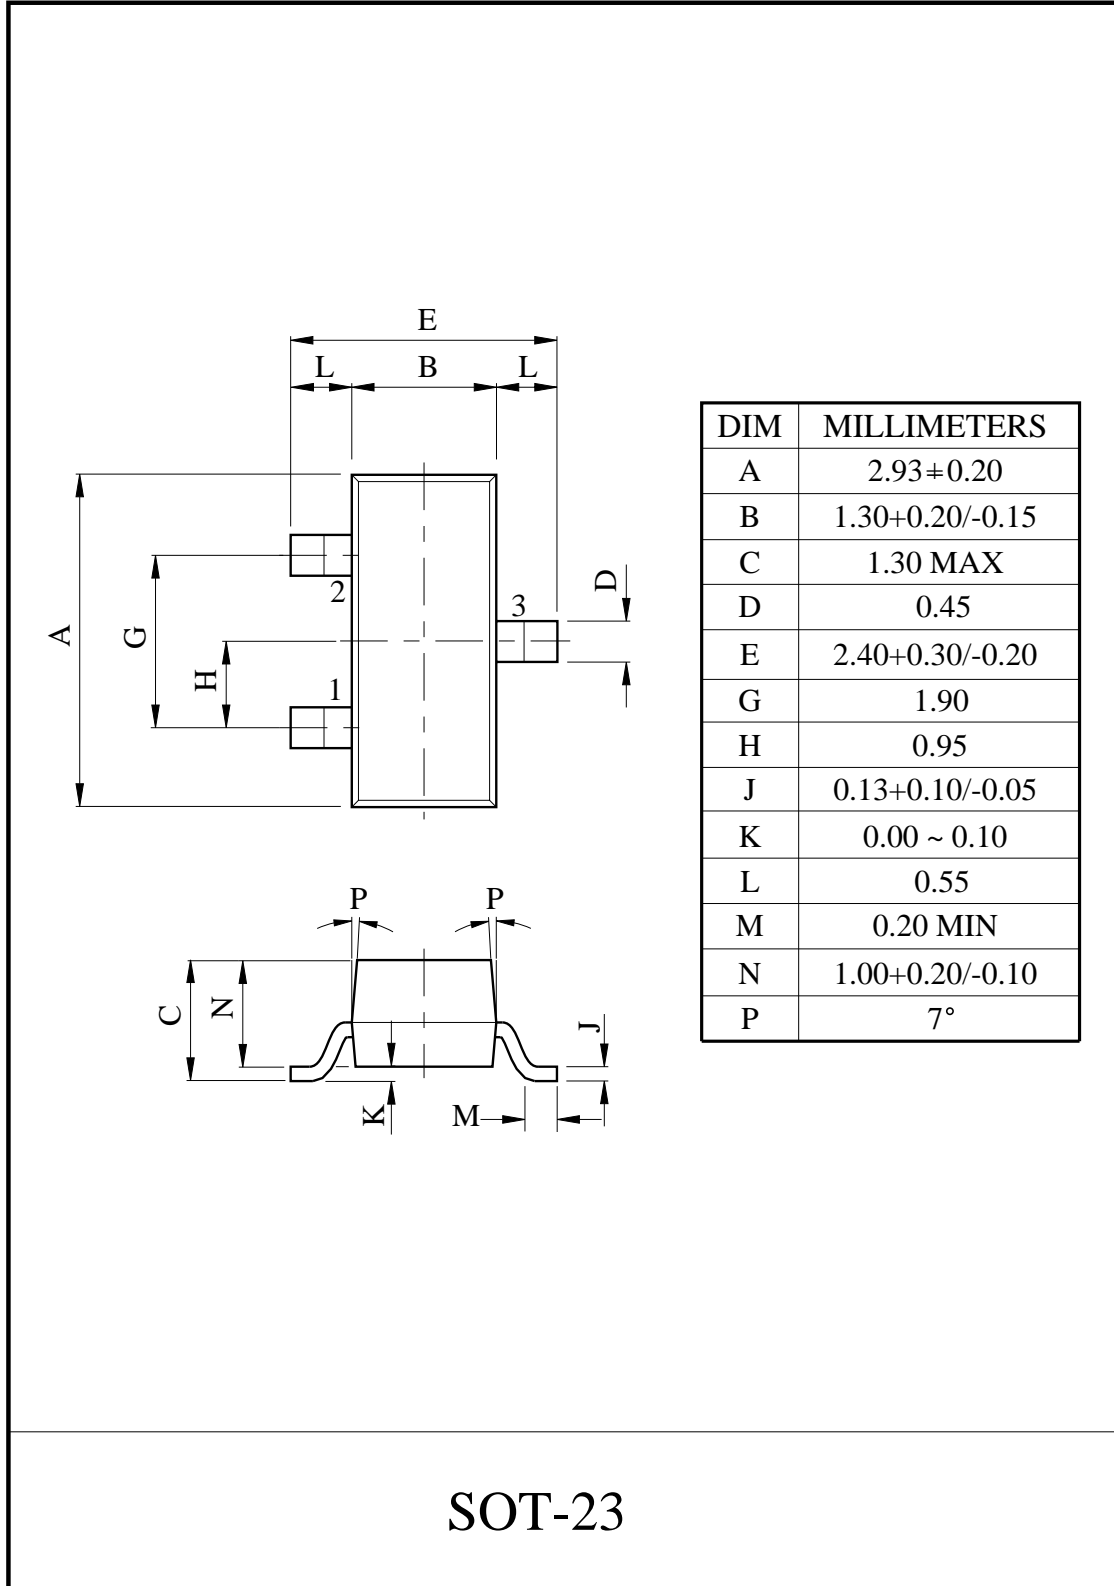 E
L B L
A
G
H
2
1
3
D
DIM MILLIMETERS
A 2.93±0.20
B 1.30+0.20/-0.15
C 1.30 MAX
D 0.45
E 2.40+0.30/-0.20
G 1.90
H 0.95
J 0.13+0.10/-0.05
K 0.00 ~ 0.10
L 0.55
M 0.20 MIN
N 1.00+0.20/-0.10
P 7°
P P
C
N
K
M
J
SOT-23